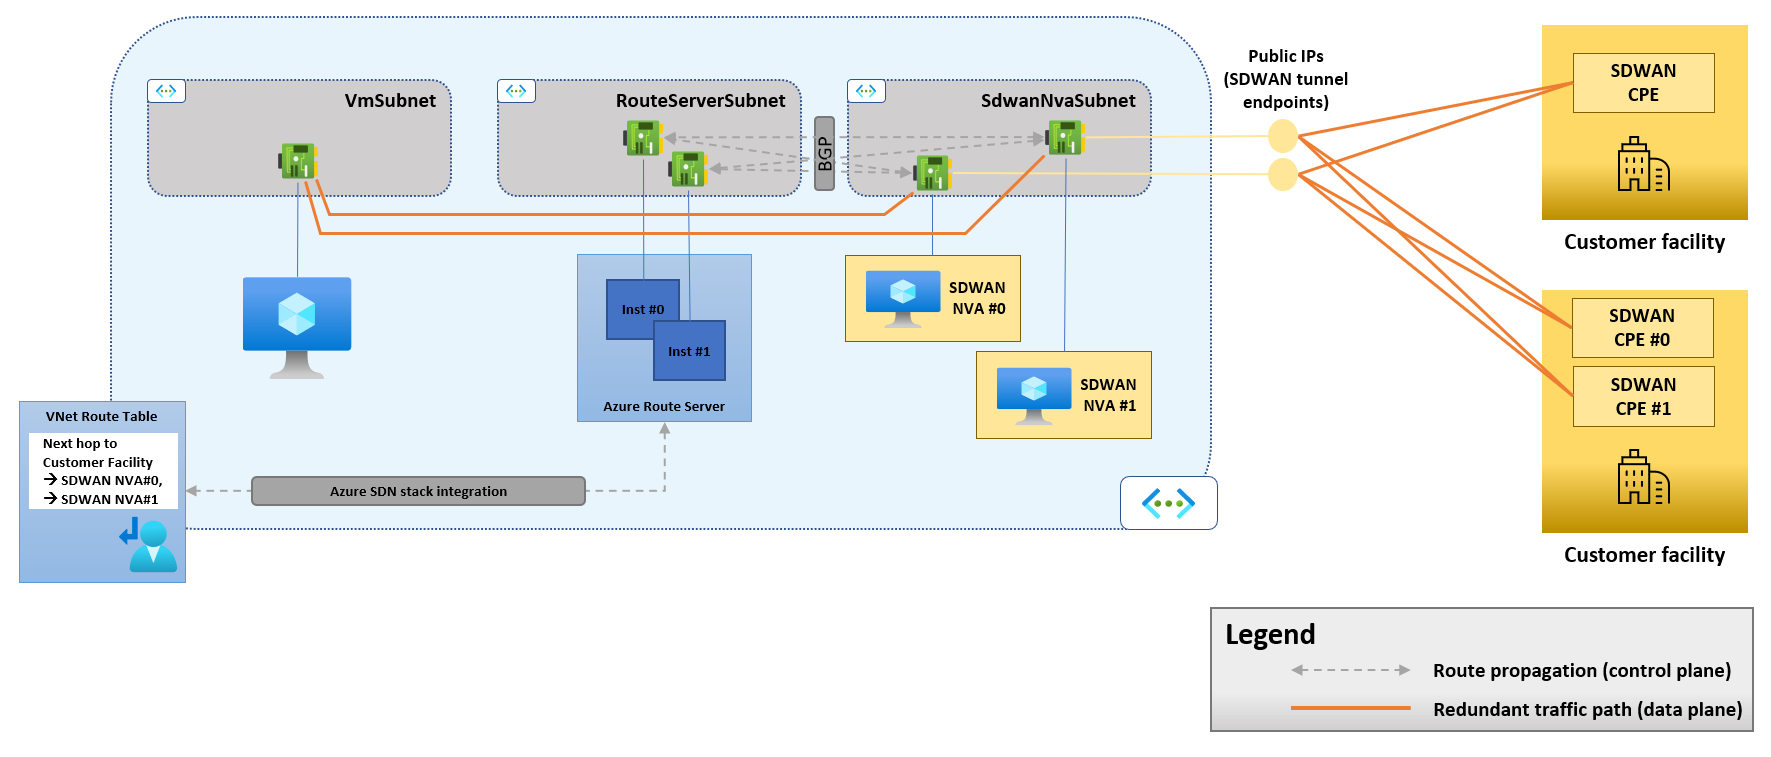 VmSubnet
RouteServerSubnet
SdwanNvaSubnet
BGP
Public IPs
(SDWAN tunnel
endpoints)
SDWAN
CPE
Customer facility
SDWAN
CPE #0
SDWAN
CPE #1
Customer facility
Inst #0
Inst #1
Azure Route Server
SDWAN
NVA #0
SDWAN
NVA #1
VNet Route Table
Next hop to
Customer Facility
→ SDWAN NVA#0,
→ SDWAN NVA#1
Azure SDN stack integration
Legend
Route propagation (control plane)
Redundant traffic path (data plane)